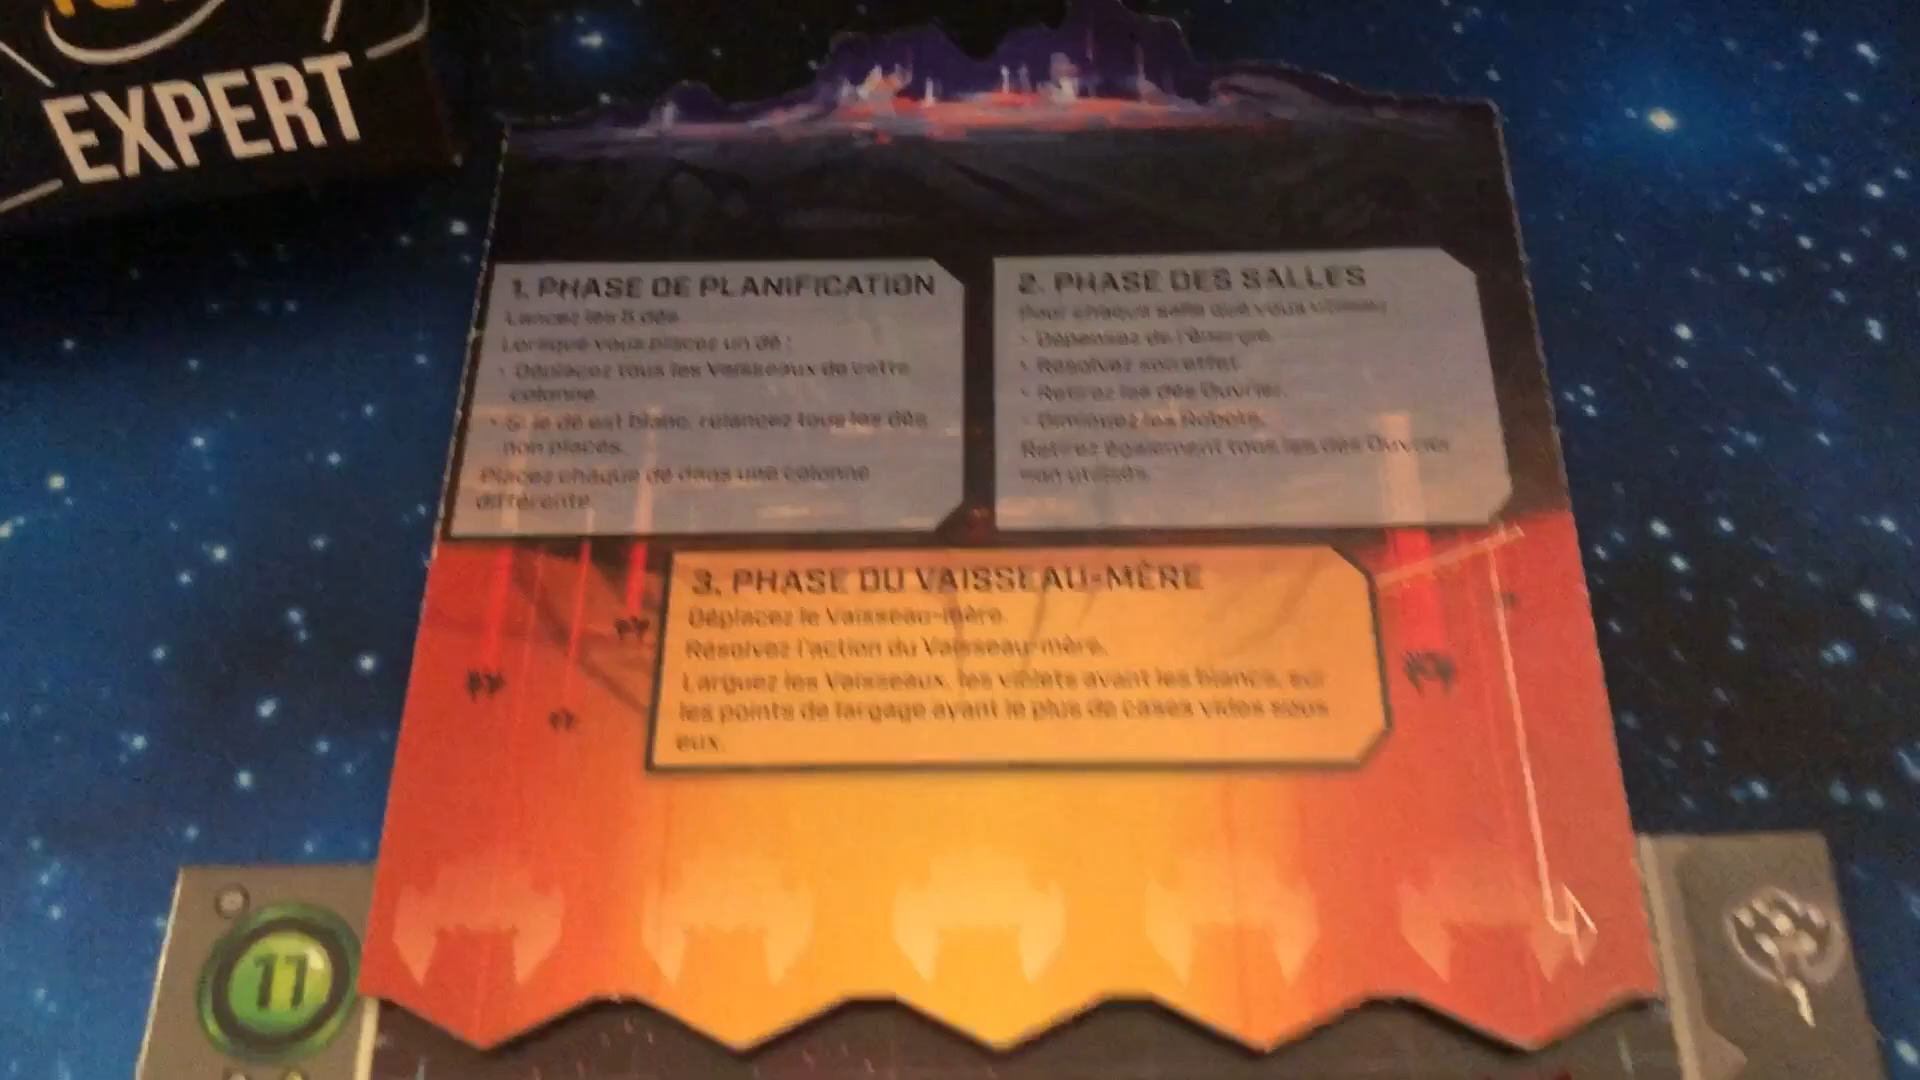 EXPERT
1. PHASE DE PLANIFICATION
Lancez les 5 dés.
Lorsque vous placez un dé :
• Déplacez tous les Vaisseaux de cette
colonne.
• Si le dé est blanc, relancez tous les dés
non placés.
Placez chaque dé dans une colonne
différente.
2. PHASE DES SALLES
Pour chaque salle que vous utilisez
• Dépensez de l'énergie.
• Résolvez son effet.
• Retirez les dés Ouvrier.
• Diminuez les Robots.
Retirez également tous les dés Ouvrier
non utilisés.
3. PHASE DU VAISSEAU-MÈRE
Déplacez le Vaisseau-mère.
Résolvez l'action du Vaisseau-mère.
Larguez les Vaisseaux, les violets avant les blancs, sur
les points de largage ayant le plus de cases vides sous
eux.
11